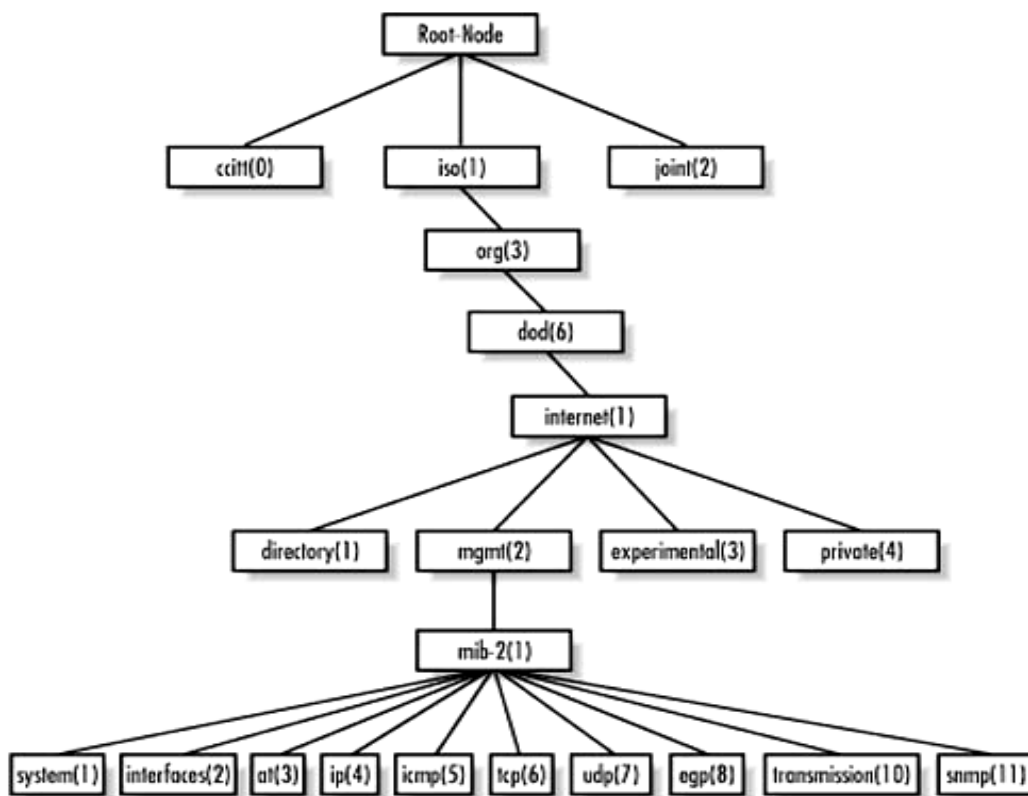 Root-Node
ccitt(0) iso(1) joint(2)
org(3)
dod(6)
internet(1)
directory(1) mgmt(2) experimental(3) private(4)
mib-2(1)
system(1) interfaces(2) at(3) ip(4) icmp(5) tcp(6) udp(7) egp(8) transmission(10) snmp(11)